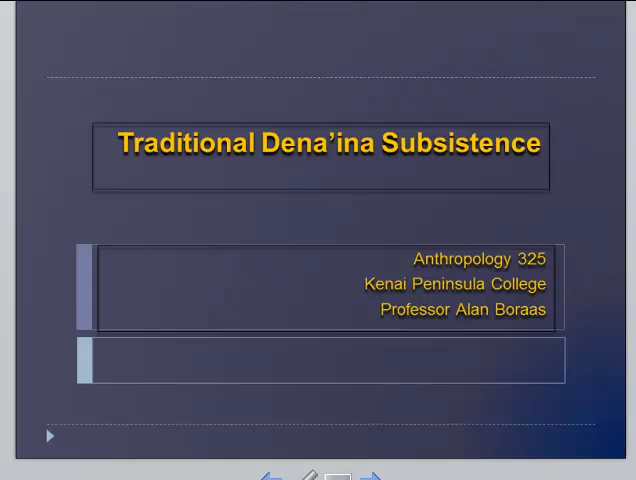 Traditional Dena’ina Subsistence
Anthropology 325
Kenai Peninsula College
Professor Alan Boraas